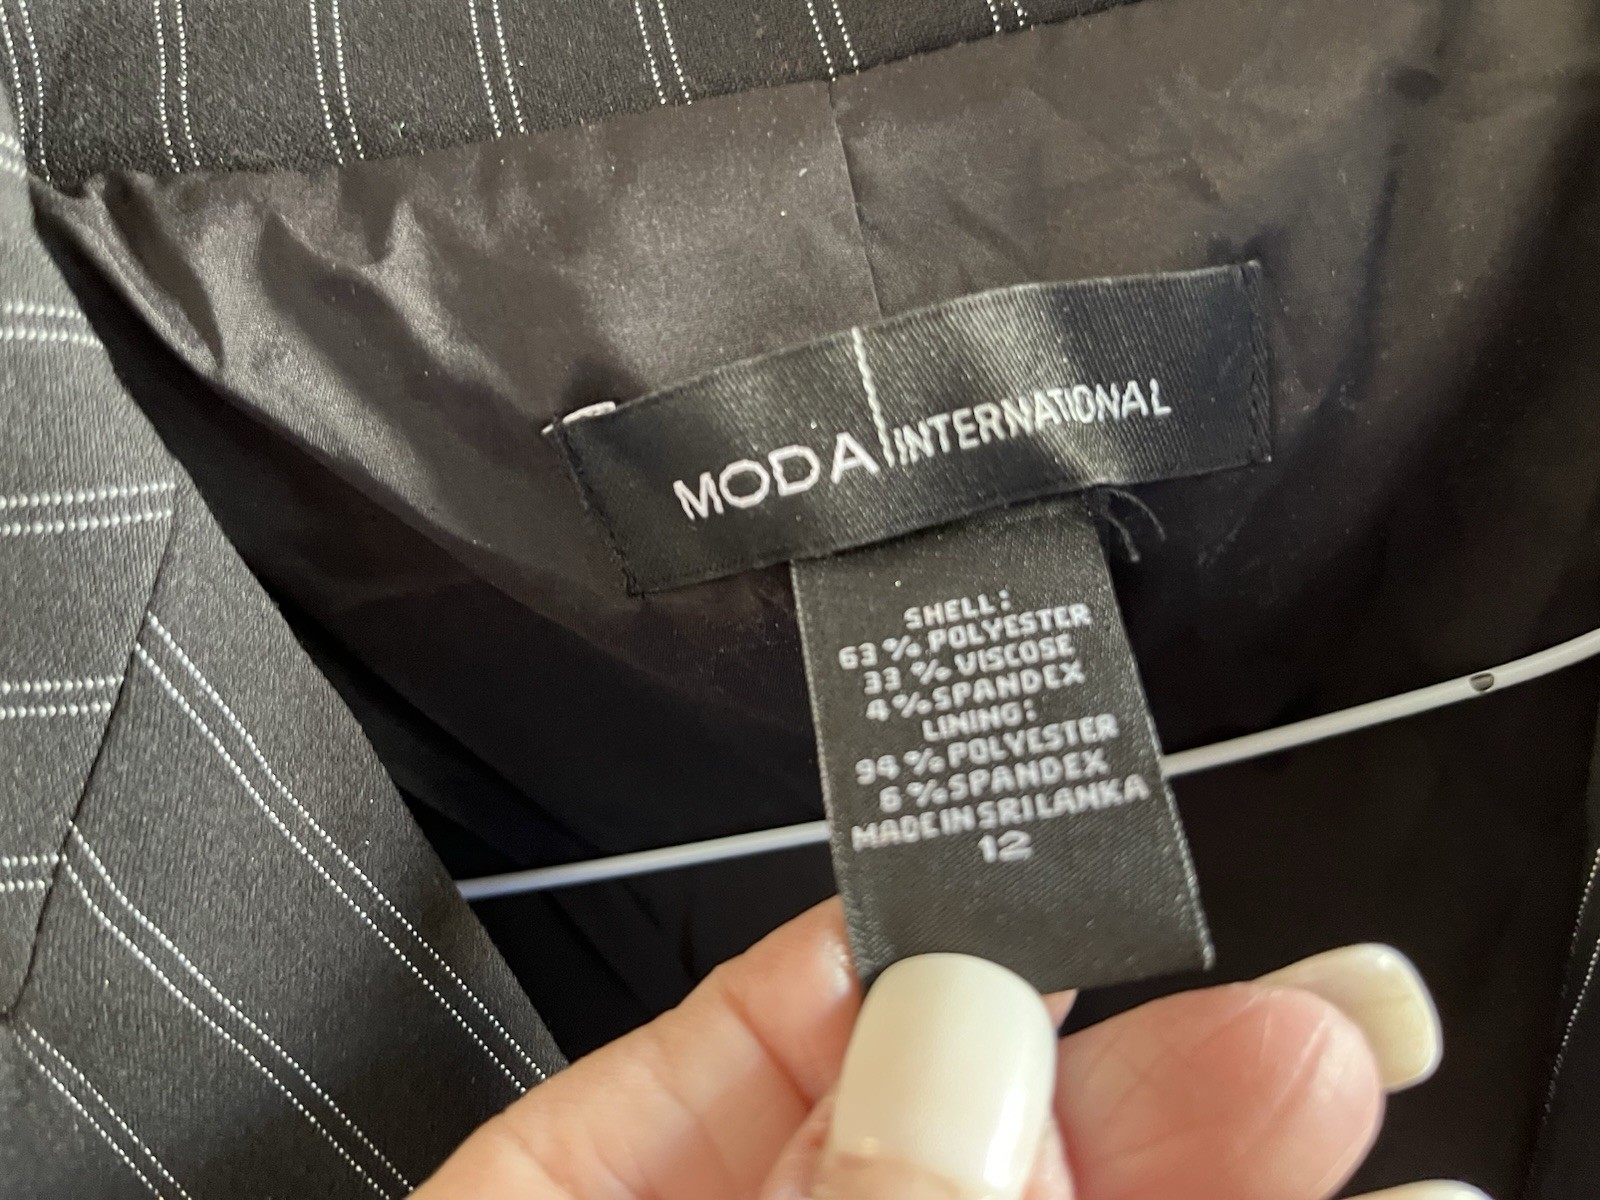 MODA INTERNATIONAL
SHELL:
63% POLYESTER
33% VISCOSE
4% SPANDEX
LINING:
94% POLYESTER
6% SPANDEX
MADE IN SRI LANKA
12